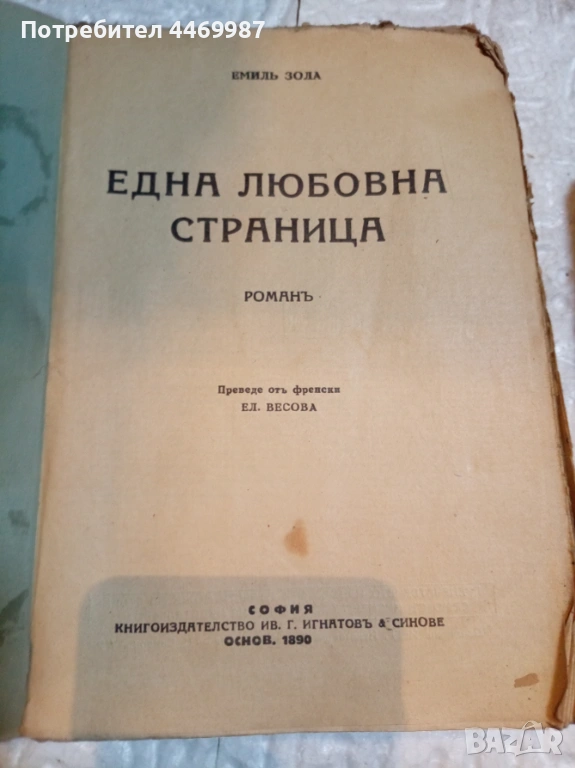 Потребител 4469987
ЕМИЛЬ ЗОЛА
ЕДНА ЛЮБОВНА
СТРАНИЦА
РОМАНЪ
Преведе отъ френски
ЕЛ. ВЕСОВА
СОФИЯ
КНИГОИЗДАТЕЛСТВО ИВ. Г. ИГНАТОВЪ & СИНОВЕ
ОСНОВ. 1890
BAZAR